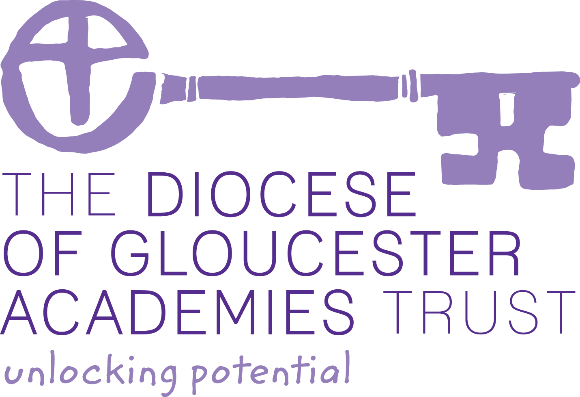 THE DIOCESE
OF GLOUCESTER
ACADEMIES TRUST
unlocking potential